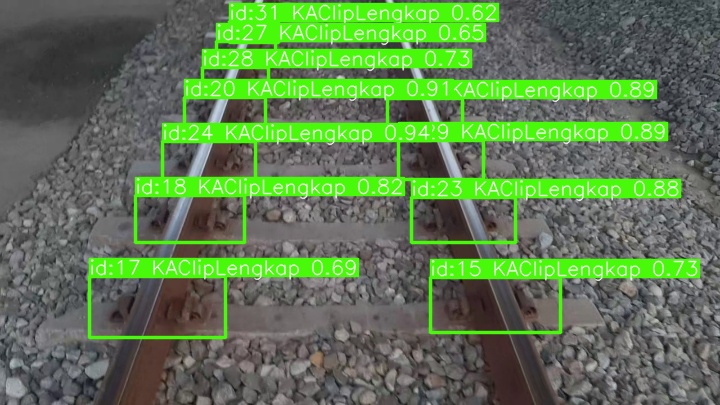 id:31 KAClipLengkap 0.62
id:27 KAClipLengkap 0.65
id:28 KAClipLengkap 0.73
id:20 KAClipLengkap 0.91
KAClipLengkap 0.89
id:24 KAClipLengkap 0.94
9 KAClipLengkap 0.89
id:18 KAClipLengkap 0.82
id:23 KAClipLengkap 0.88
id:17 KAClipLengkap 0.69
id:15 KAClipLengkap 0.73